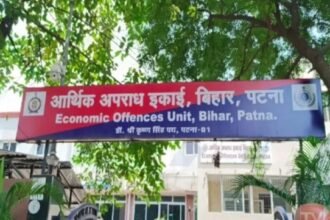 आर्थिक अपराध इकाई, बिहार, पटना
Economic Offences Unit, Bihar, Patna.
डॉ. श्री कृष्ण सिंह पथ, पटना-01